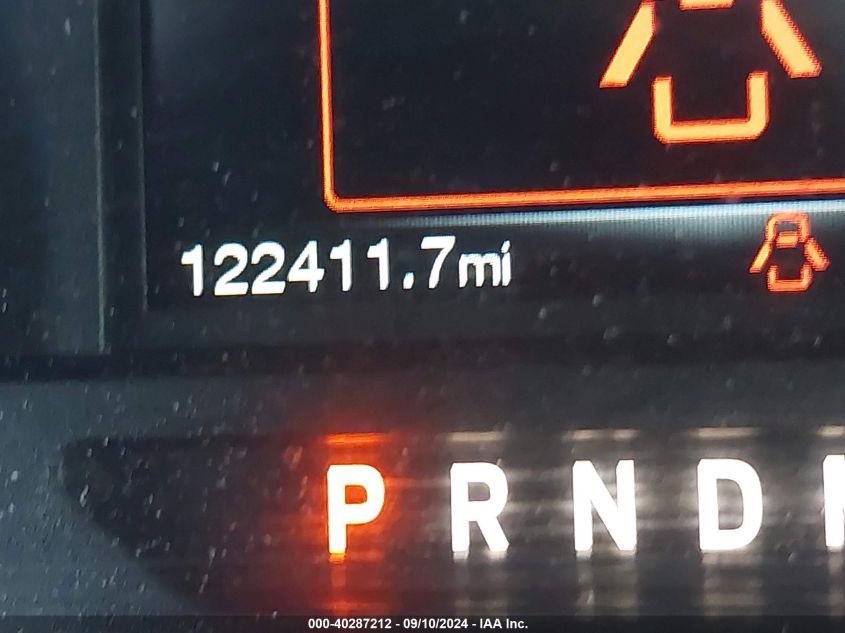 122411.7mi
P R N D
000-40287212 - 09/10/2024 - IAA Inc.